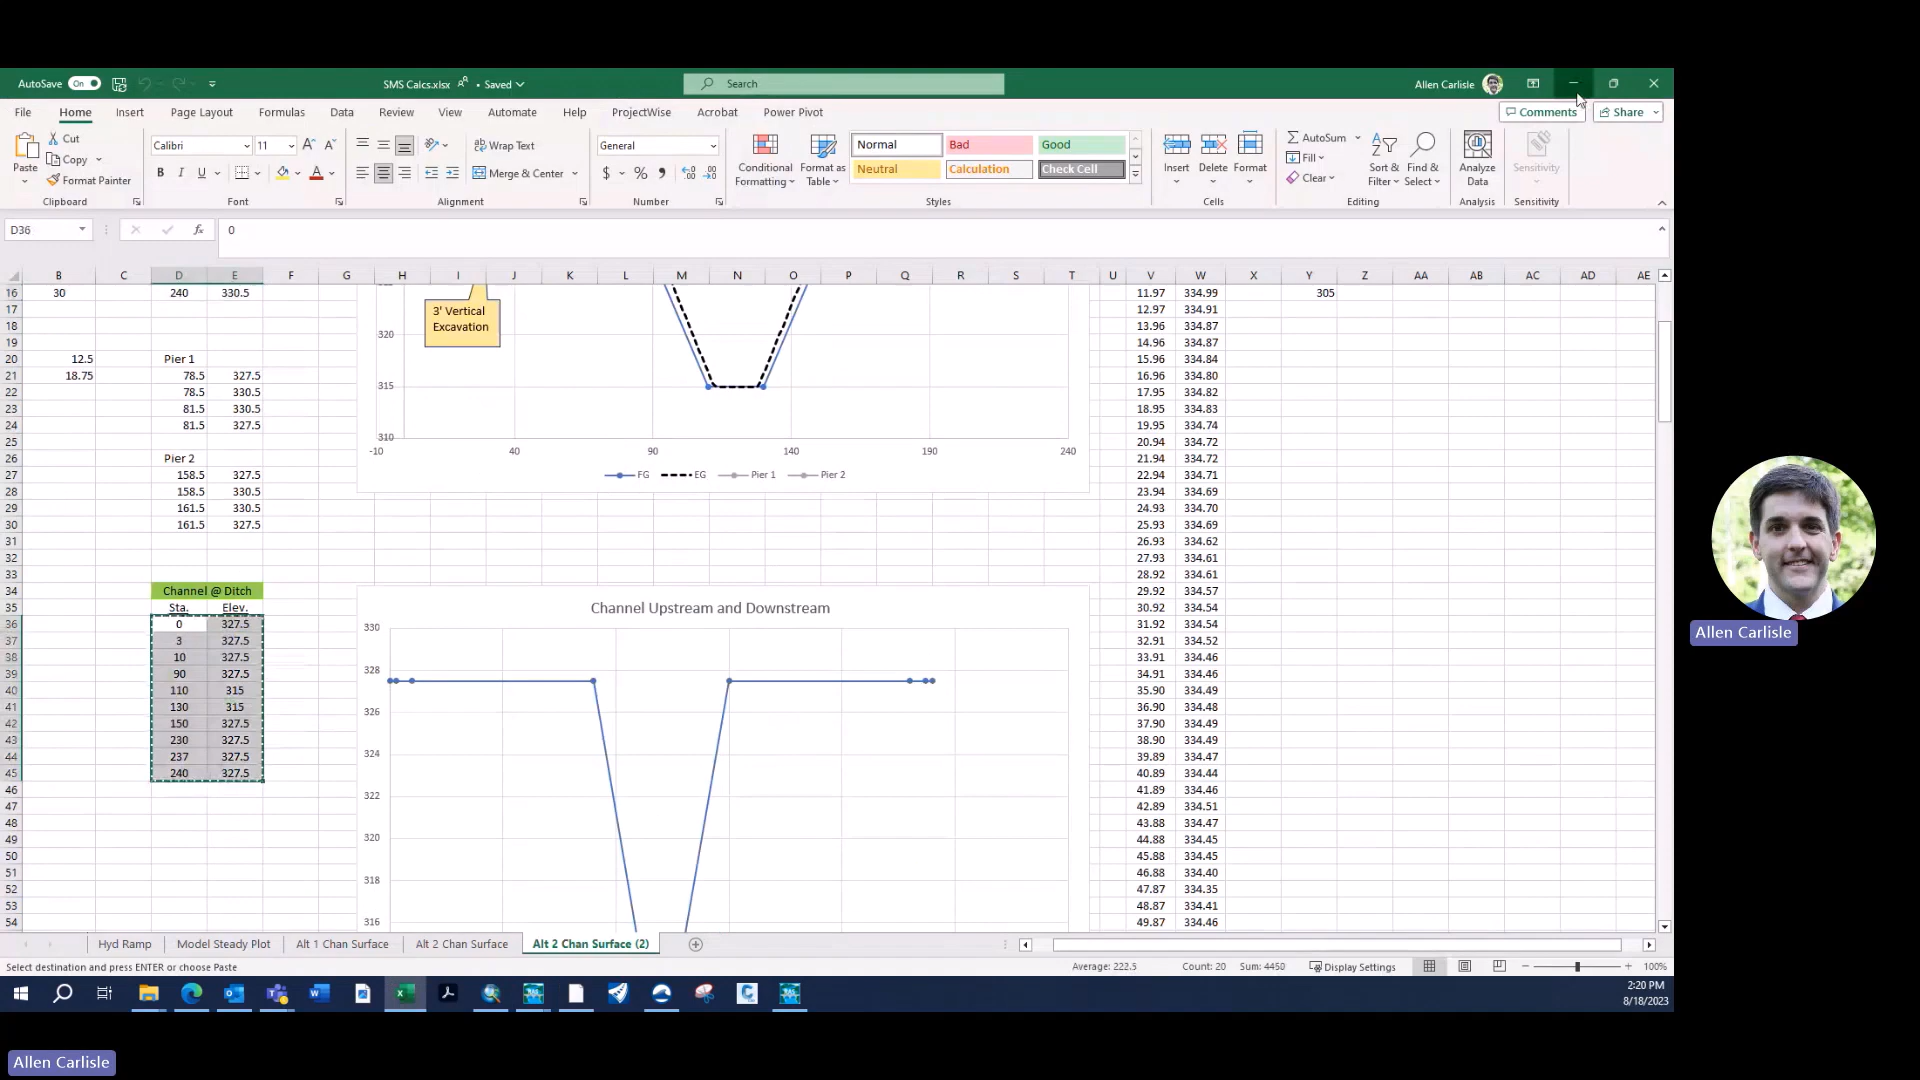 AutoSave On SMS Calcs.xlsx • Saved Search Allen Carlisle
File Home Insert Page Layout Formulas Data Review View Automate Help ProjectWise Acrobat Power Pivot Comments Share
Paste Cut Copy Format Painter
Clipboard
Calibri 11
B I U
Font
Wrap Text
Merge & Center
Alignment
General
$ % ,
Number
Conditional Formatting
Format as Table
Normal Bad Good
Neutral Calculation Check Cell
Styles
Insert Delete Format
Cells
AutoSum
Fill
Clear
Sort & Filter
Find & Select
Editing
Analyze Data
Analysis
Sensitivity
Sensitivity
D36 fx 0
B C D E F G H I J K L M N O P Q R S T U V W X Y Z AA AB AC AD AE
16 30 240 330.5 11.97 334.99 305
17 12.97 334.91
18 13.96 334.87
19 14.96 334.87
20 12.5 Pier 1 15.96 334.84
21 18.75 78.5 327.5 16.96 334.80
22 78.5 330.5 17.95 334.82
23 81.5 330.5 18.95 334.83
24 81.5 327.5 19.95 334.74
25 20.94 334.72
26 Pier 2 21.94 334.72
27 158.5 327.5 22.94 334.71
28 158.5 330.5 23.94 334.69
29 161.5 330.5 24.93 334.70
30 161.5 327.5 25.93 334.69
31 26.93 334.62
32 27.93 334.61
33 28.92 334.61
34 Channel @ Ditch 29.92 334.57
35 Sta. Elev. 30.92 334.54
36 0 327.5 31.92 334.54
37 3 327.5 32.91 334.52
38 10 327.5 33.91 334.46
39 90 327.5 34.91 334.46
40 110 315 35.90 334.49
41 130 315 36.90 334.48
42 150 327.5 37.90 334.49
43 230 327.5 38.90 334.49
44 237 327.5 39.89 334.47
45 240 327.5 40.89 334.44
46 41.89 334.46
47 42.89 334.51
48 43.88 334.47
49 44.88 334.45
50 45.88 334.45
51 46.88 334.40
52 47.87 334.35
53 48.87 334.41
54 49.87 334.46
3' Vertical
Excavation
320
315
310
-10 40 90 140 190 240
FG EG Pier 1 Pier 2
Channel Upstream and Downstream
330
328
326
324
322
320
318
316
Hyd Ramp Model Steady Plot Alt 1 Chan Surface Alt 2 Chan Surface Alt 2 Chan Surface (2)
Select destination and press ENTER or choose Paste Average: 222.5 Count: 20 Sum: 4450 Display Settings 100%
2:20 PM
8/18/2023
Allen Carlisle
Allen Carlisle